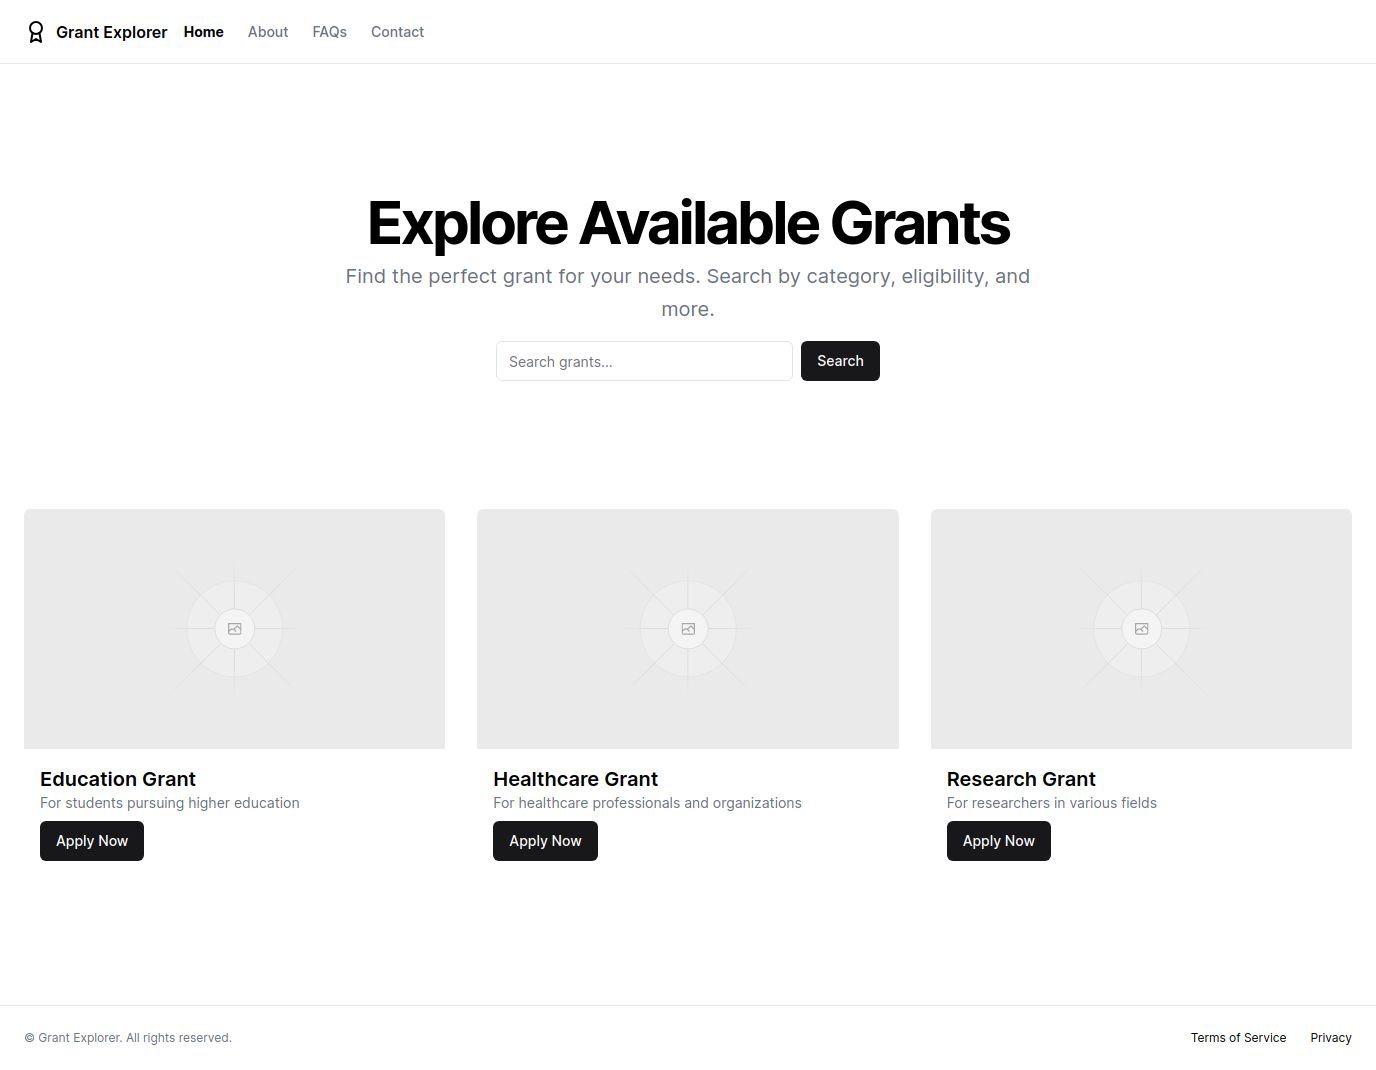 Grant Explorer Home About FAQs Contact
Explore Available Grants
Find the perfect grant for your needs. Search by category, eligibility, and
more.
Search grants... Search
Education Grant
For students pursuing higher education
Apply Now
Healthcare Grant
For healthcare professionals and organizations
Apply Now
Research Grant
For researchers in various fields
Apply Now
© Grant Explorer. All rights reserved. Terms of Service Privacy